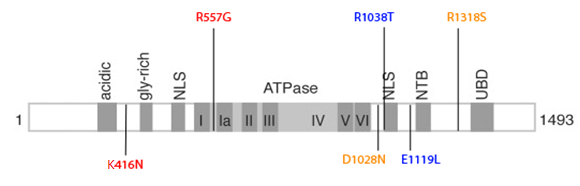 R557G R1038T R1318S
acidic gly-rich NLS ATPase NLS NTB UBD
1 I Ia II III IV V VI 1493
K416N D1028N E1119L